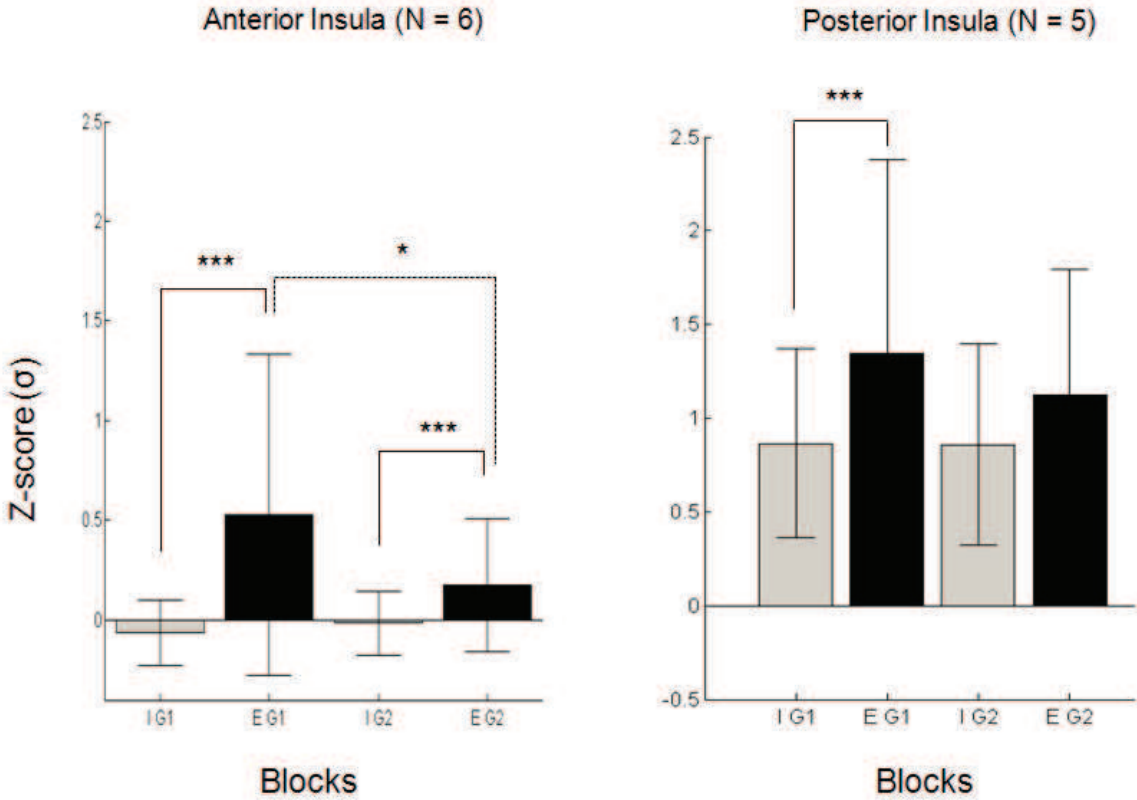 Anterior Insula (N = 6)
Posterior Insula (N = 5)
Z-score (σ)
2.5
2
1.5
1
0.5
0
***
*
***
I G1
E G1
I G2
E G2
Blocks
2.5
2
1.5
1
0.5
0
-0.5
***
I G1
E G1
I G2
E G2
Blocks